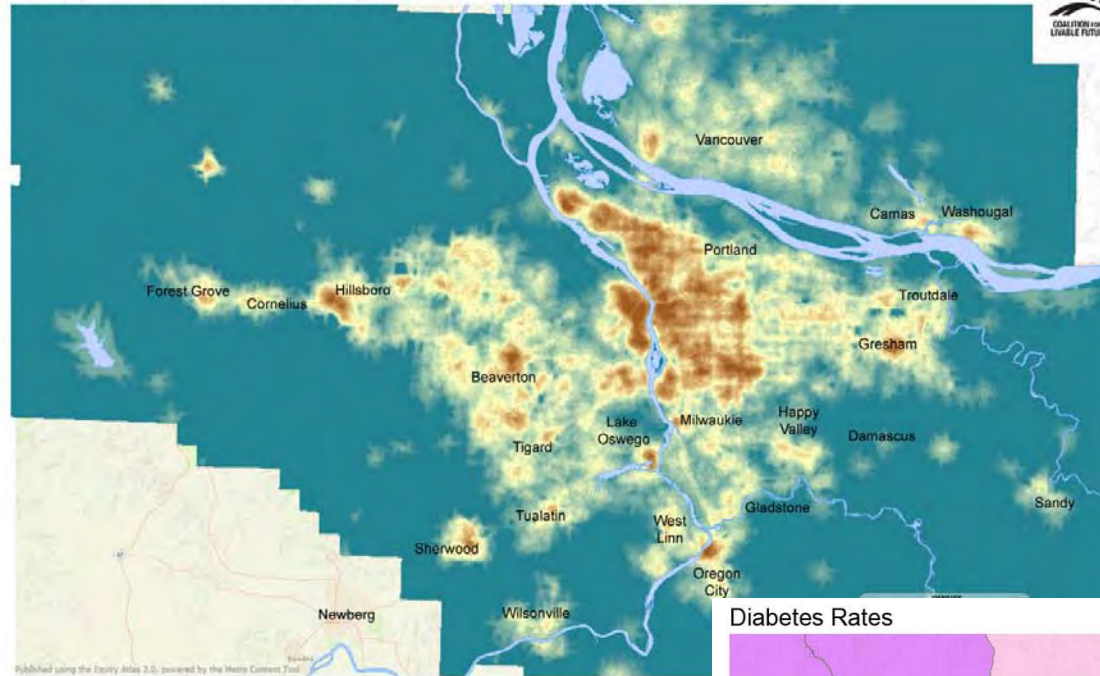 COALITION FOR
LIVABLE FUTURE
Vancouver
Camas
Washougal
Portland
Forest Grove
Cornelius
Hillsboro
Troutdale
Gresham
Beaverton
Lake
Oswego
Milwaukie
Happy
Valley
Damascus
Tigard
Sandy
Tualatin
West
Linn
Gladstone
Sherwood
Oregon
City
Wilsonville
Newberg
Diabetes Rates
Published using the Equity Atlas 2.0, powered by the Metro Context Tool